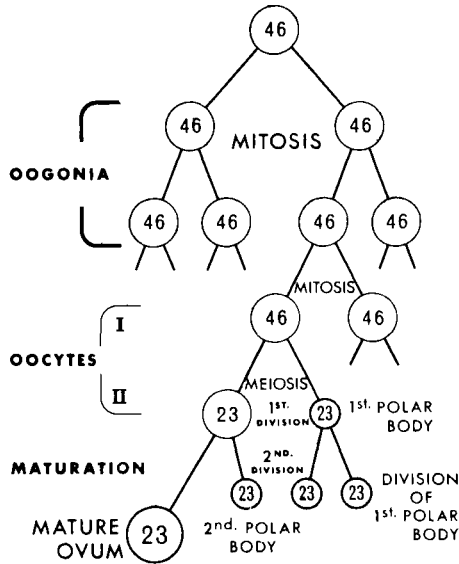 46
46 MITOSIS 46
OOGONIA
46 46 46 46
MITOSIS
I
46 46
OOCYTES
II
MEIOSIS
1st. DIVISION
23 23 1st. POLAR BODY
2ND. DIVISION
MATURATION
23 23 23
DIVISION OF 1st. POLAR BODY
MATURE OVUM
23
2nd. POLAR BODY